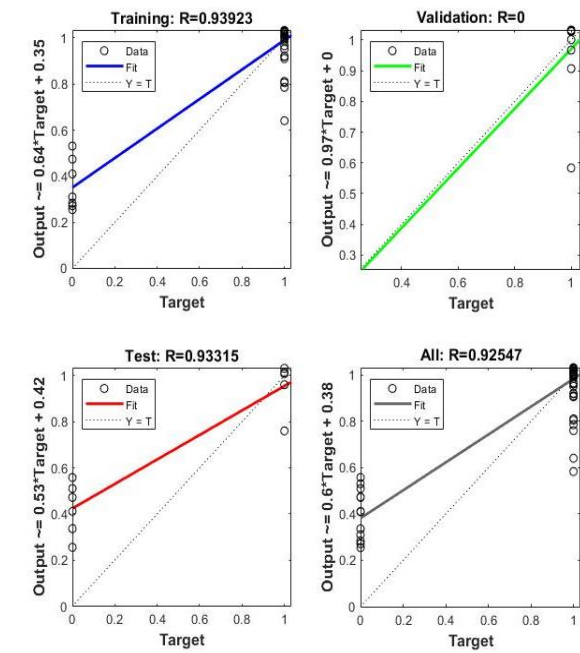 Training: R=0.93923
Output ~= 0.64*Target + 0.35
1
0.8
0.6
0.4
0.2
0
Data
Fit
Y = T
0 0.2 0.4 0.6 0.8 1
Target
Validation: R=0
Output ~= 0.97*Target + 0
1
0.9
0.8
0.7
0.6
0.5
0.4
0.3
Data
Fit
Y = T
0.4 0.6 0.8 1
Target
Test: R=0.93315
Output ~= 0.53*Target + 0.42
1
0.8
0.6
0.4
0.2
0
Data
Fit
Y = T
0 0.2 0.4 0.6 0.8 1
Target
All: R=0.92547
Output ~= 0.6*Target + 0.38
1
0.8
0.6
0.4
0.2
0
Data
Fit
Y = T
0 0.2 0.4 0.6 0.8 1
Target